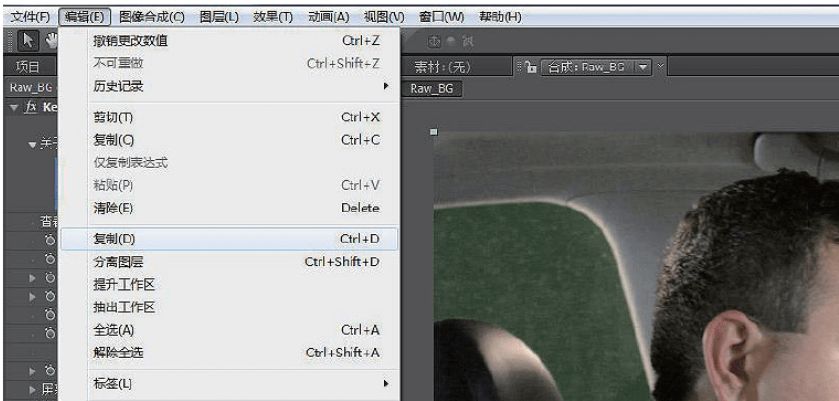 文件(F) 编辑(E) 图像合成(C) 图层(L) 效果(T) 动画(A) 视图(V) 窗口(W) 帮助(H)
撤销更改数值 Ctrl+Z
项目
不可重做 Ctrl+Shift+Z
素材:(无)
合成: Raw_BG
Raw_BG
历史记录
Raw_BG
fx Ke
剪切(T) Ctrl+X
复制(C) Ctrl+C
仅复制表达式
粘贴(P) Ctrl+V
清除(E) Delete
复制(D) Ctrl+D
分离图层 Ctrl+Shift+D
提升工作区
抽出工作区
全选(A) Ctrl+A
解除全选 Ctrl+Shift+A
标签(L)